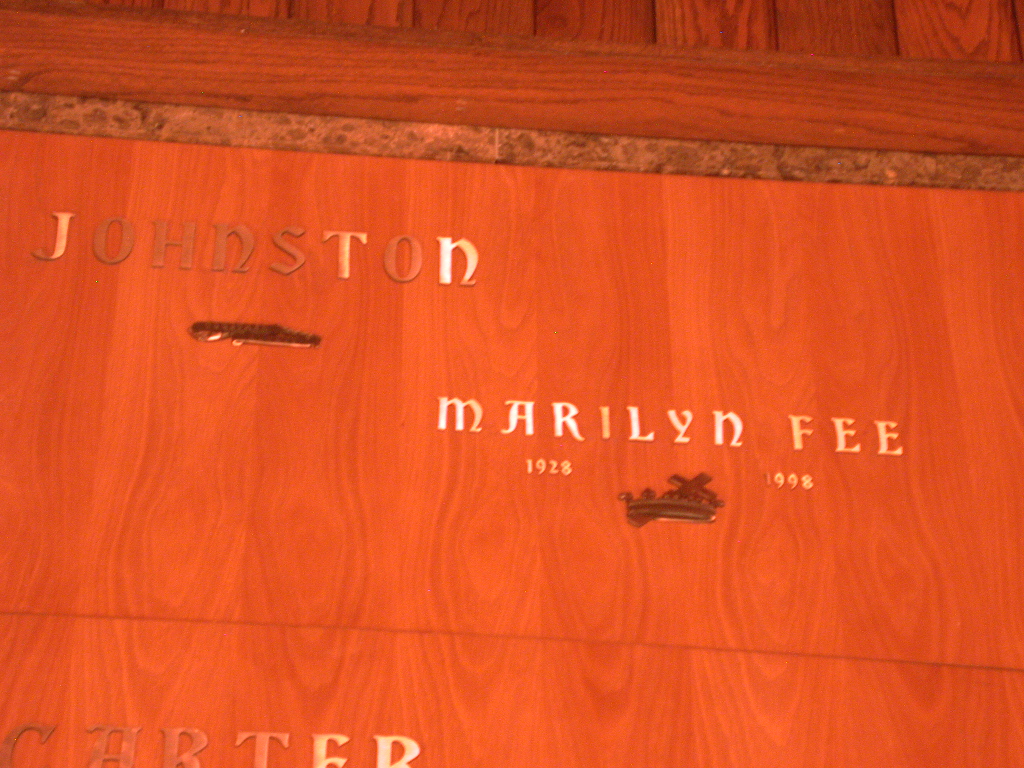 JOHNSTON
MARILYN FEE
1928 1998
CARTER